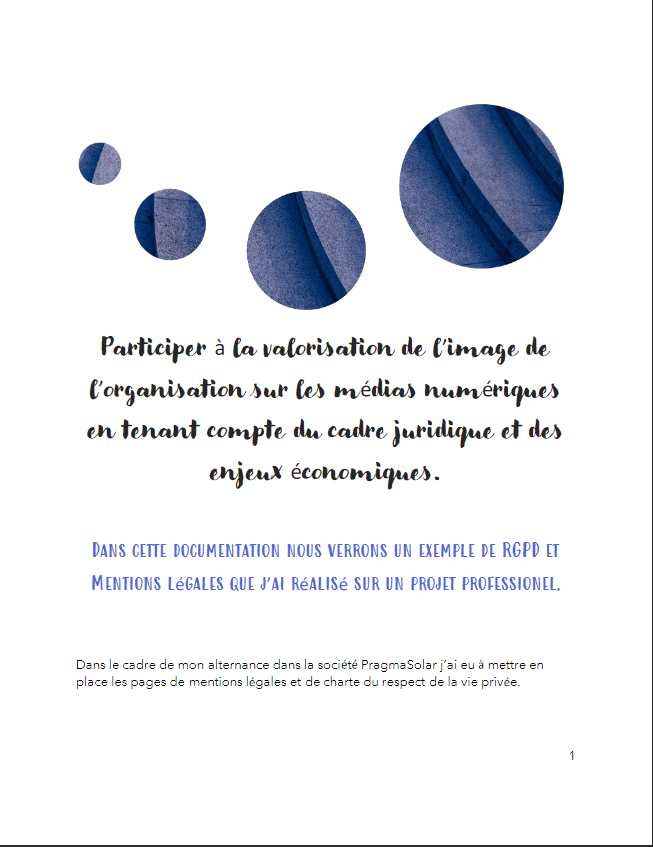 Participer à la valorisation de l'image de
l'organisation sur les médias numériques
en tenant compte du cadre juridique et des
enjeux économiques.
Dans cette documentation nous verrons un exemple de RGPD et
Mentions Légales que j'ai réalisé sur un projet professionel.
Dans le cadre de mon alternance dans la société PragmaSolar j'ai eu à mettre en
place les pages de mentions légales et de charte du respect de la vie privée.
1